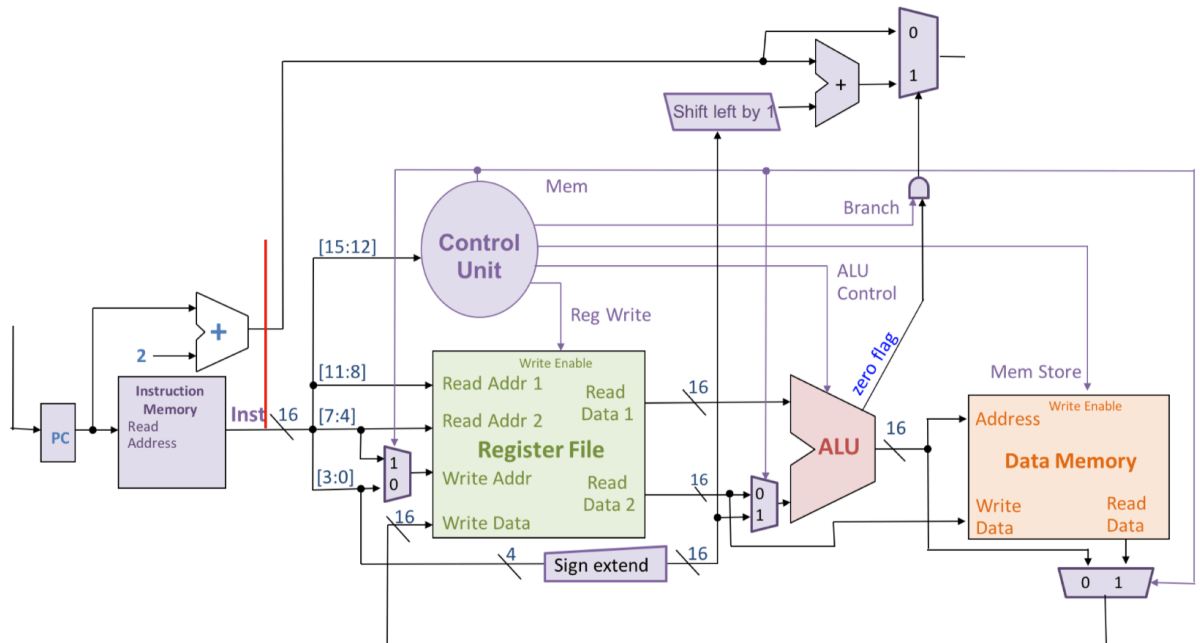 0
1
+
Shift left by 1
Mem
Branch
[15:12]
Control
Unit
ALU
Control
Reg Write
zero flag
+
2
Instruction
Memory
Read
Address
PC
Inst
16
[11:8]
[7:4]
[3:0]
1
0
Write Enable
Read Addr 1
Read
Data 1
Read Addr 2
Register File
Write Addr
Read
Data 2
Write Data
16
16
16
0
1
ALU
16
Mem Store
Write Enable
Address
Data Memory
Write
Data
Read
Data
4
Sign extend
16
0 1